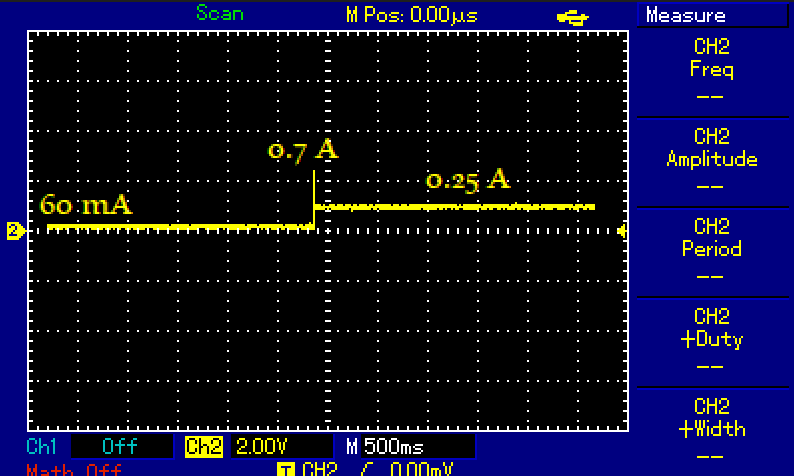 Scan
M Pos: 0.00µs
Measure
CH2
Freq
--
CH2
Amplitude
--
CH2
Period
--
CH2
+Duty
--
CH2
+Width
--
0.7 A
0.25 A
60 mA
2
Ch1 Off Ch2 2.00V M 500ms
Math Off T CH2 / 0.00mV